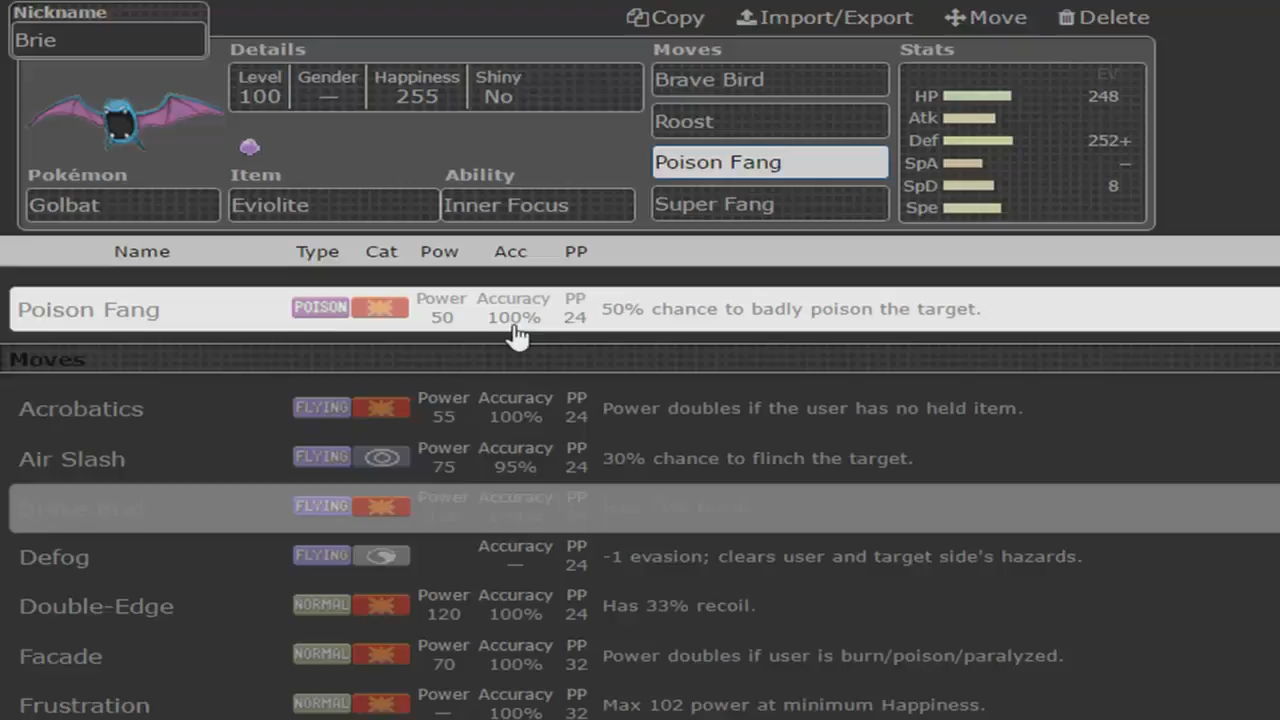 Nickname
Brie
Copy Import/Export Move Delete
Details
Level Gender Happiness Shiny
100 — 255 No
Pokémon Item Ability
Golbat Eviolite Inner Focus
Moves
Brave Bird
Roost
Poison Fang
Super Fang
Stats
EV
HP 248
Atk
Def 252+
SpA —
SpD 8
Spe
Name Type Cat Pow Acc PP
Poison Fang POISON Power 50 Accuracy 100% PP 24 50% chance to badly poison the target.
Moves
Acrobatics FLYING Power 55 Accuracy 100% PP 24 Power doubles if the user has no held item.
Air Slash FLYING Power 75 Accuracy 95% PP 24 30% chance to flinch the target.
FLYING Power Accuracy PP
Defog FLYING Accuracy — PP 24 -1 evasion; clears user and target side's hazards.
Double-Edge NORMAL Power 120 Accuracy 100% PP 24 Has 33% recoil.
Facade NORMAL Power 70 Accuracy 100% PP 32 Power doubles if user is burn/poison/paralyzed.
Frustration NORMAL Power — Accuracy 100% PP 32 Max 102 power at minimum Happiness.